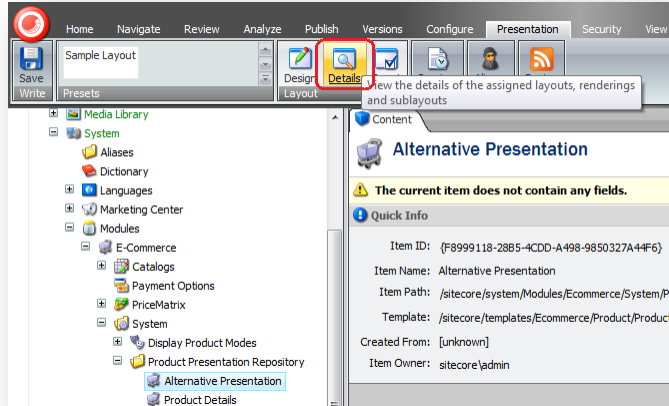 Home Navigate Review Analyze Publish Versions Configure Presentation Security View
Sample Layout
Save
Design
Details
Write
Presets
Layout
View the details of the assigned layouts, renderings
and sublayouts
Media Library
System
Aliases
Dictionary
Languages
Marketing Center
Modules
E-Commerce
Catalogs
Payment Options
PriceMatrix
System
Display Product Modes
Product Presentation Repository
Alternative Presentation
Product Details
Content
Alternative Presentation
The current item does not contain any fields.
Quick Info
Item ID: {F8999118-28B5-4CDD-A498-9850327A44F6}
Item Name: Alternative Presentation
Item Path: /sitecore/system/Modules/Ecommerce/System/P
Template: /sitecore/templates/Ecommerce/Product/Produc
Created From: [unknown]
Item Owner: sitecore\admin